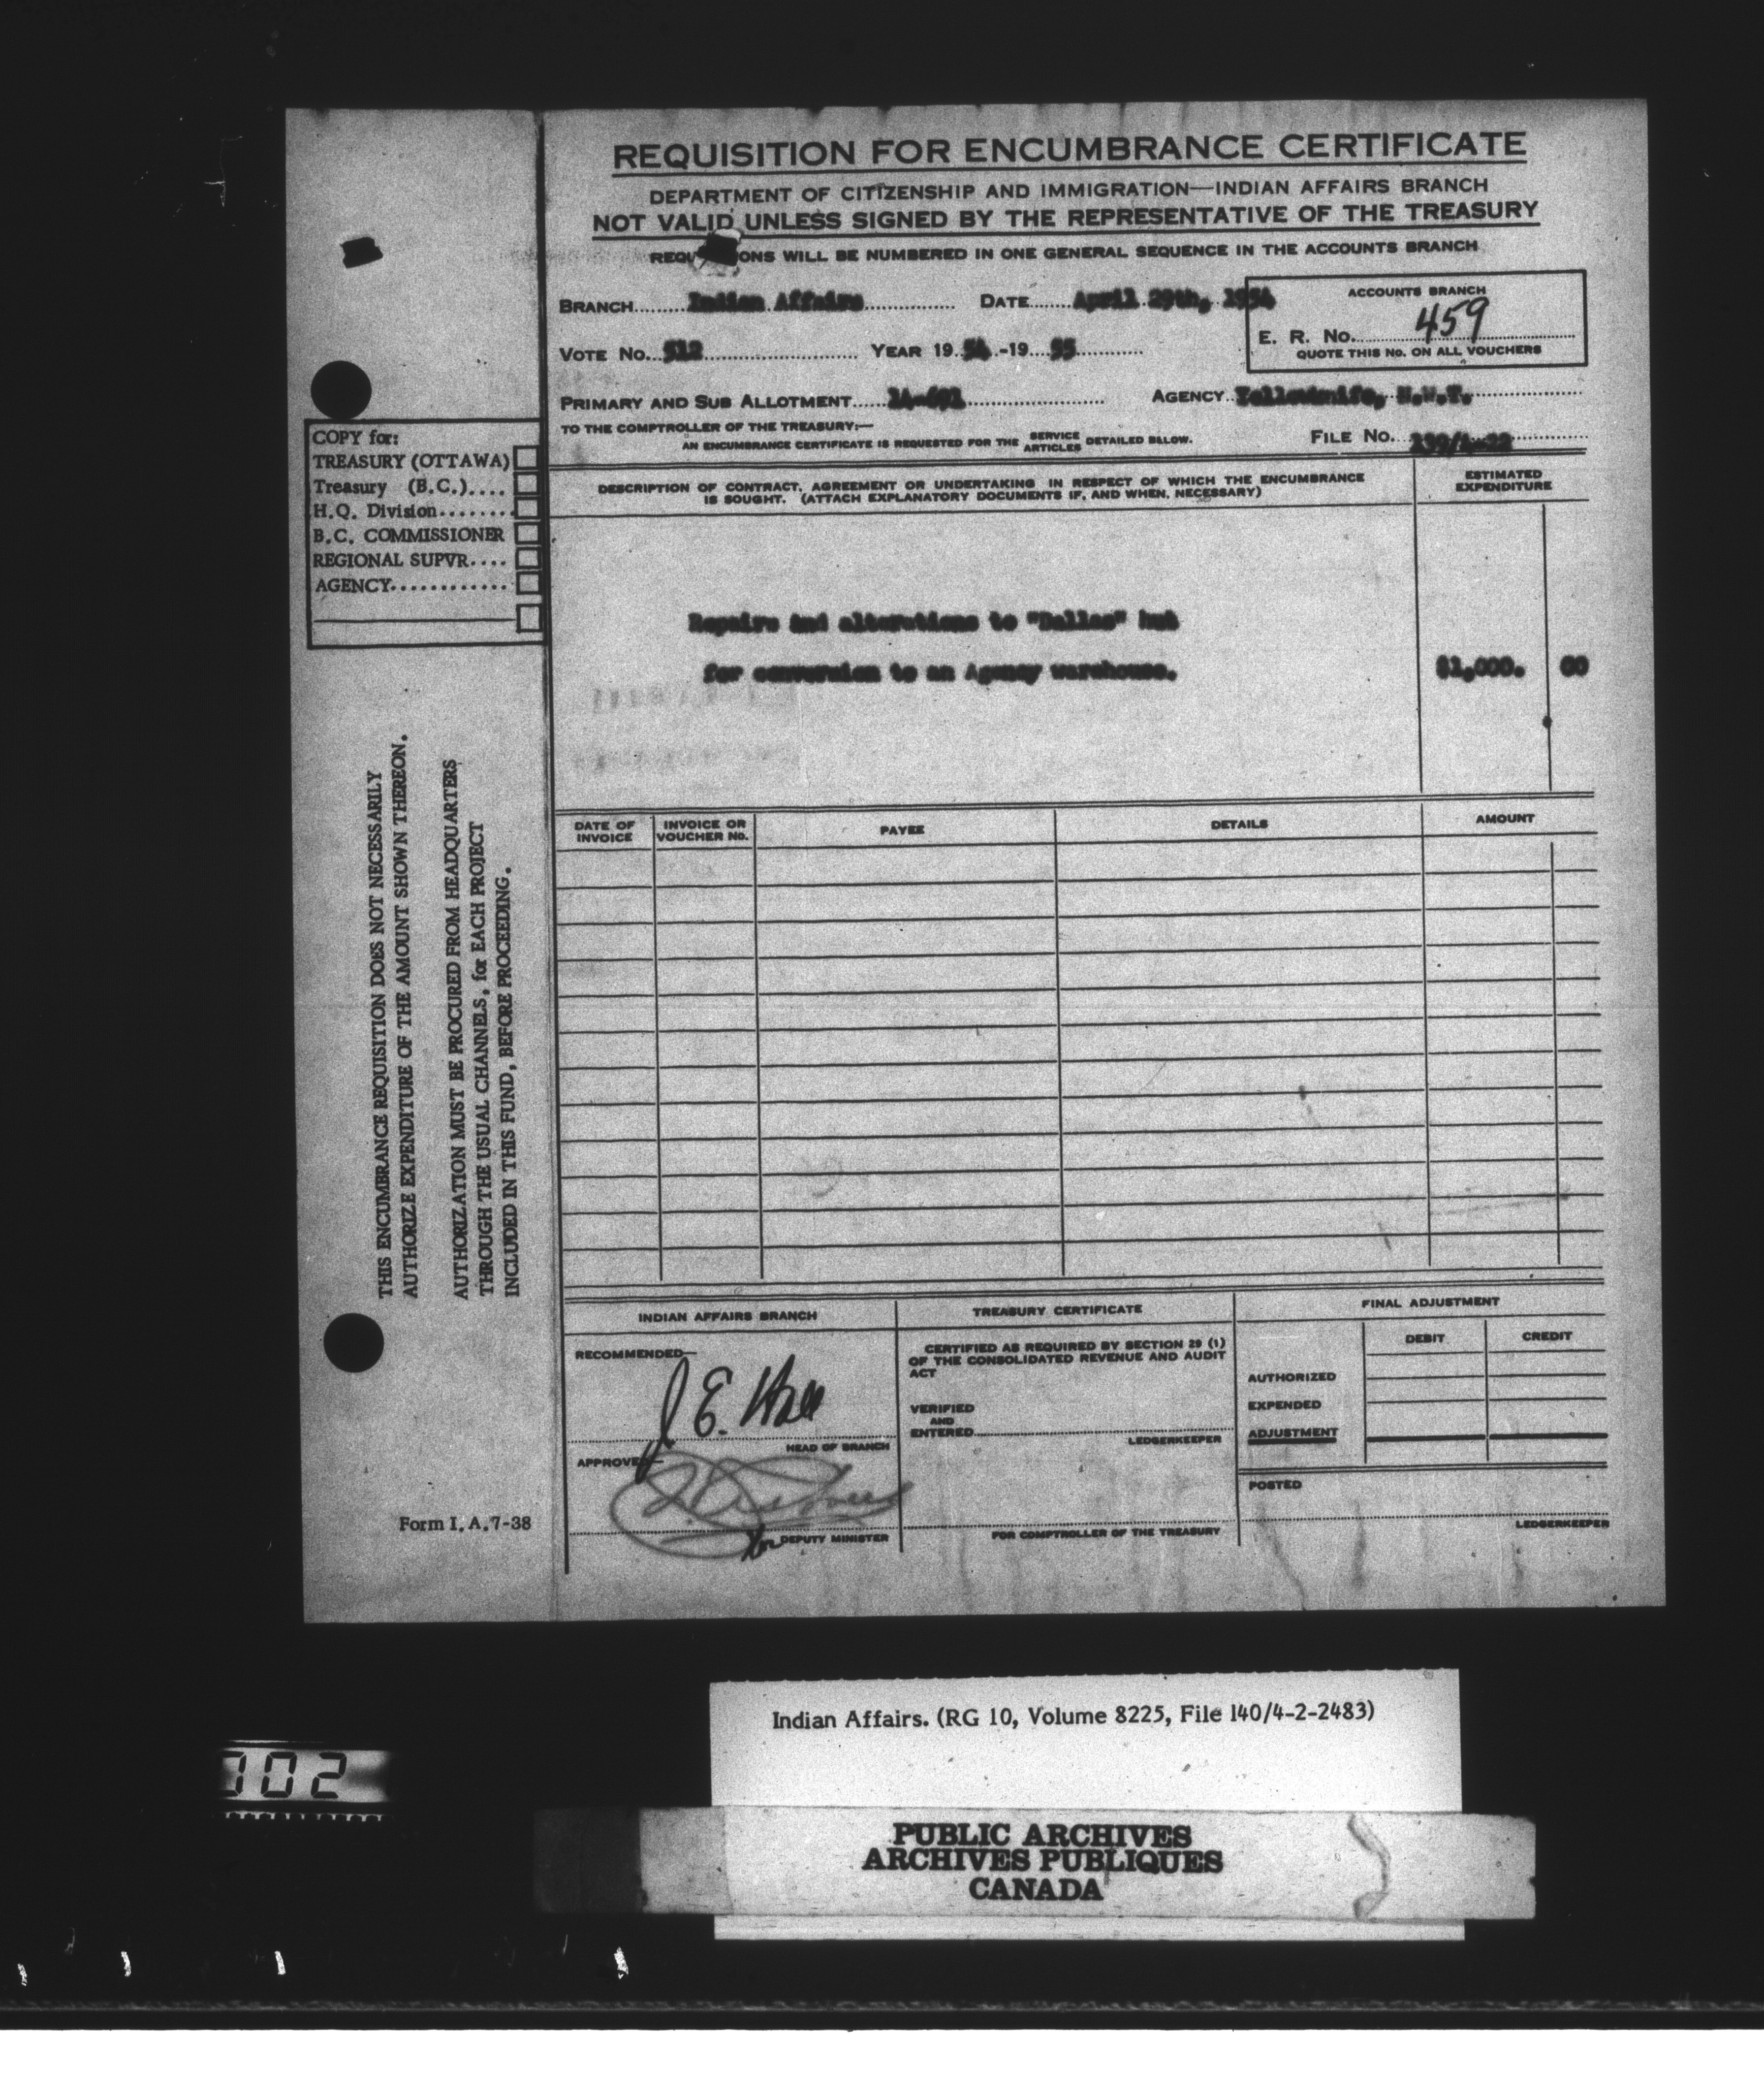 REQUISITION FOR ENCUMBRANCE CERTIFICATE
DEPARTMENT OF CITIZENSHIP AND IMMIGRATION—INDIAN AFFAIRS BRANCH
NOT VALID UNLESS SIGNED BY THE REPRESENTATIVE OF THE TREASURY
REQU ONS WILL BE NUMBERED IN ONE GENERAL SEQUENCE IN THE ACCOUNTS BRANCH
BRANCH Indian Affairs DATE April 29th, 1954
ACCOUNTS BRANCH
E. R. No. 459
QUOTE THIS No. ON ALL VOUCHERS
VOTE No. 512 YEAR 19 54 -19 55
PRIMARY AND SUB ALLOTMENT AGENCY Yellowknife, N.W.T.
TO THE COMPTROLLER OF THE TREASURY:—
AN ENCUMBRANCE CERTIFICATE IS REQUESTED FOR THE SERVICE ARTICLES DETAILED BELOW.
FILE No.
COPY for:
TREASURY (OTTAWA)
Treasury (B.C.)....
H.Q. Division........
B.C. COMMISSIONER
REGIONAL SUPVR....
AGENCY............
DESCRIPTION OF CONTRACT, AGREEMENT OR UNDERTAKING IN RESPECT OF WHICH THE ENCUMBRANCE
IS SOUGHT. (ATTACH EXPLANATORY DOCUMENTS IF, AND WHEN, NECESSARY)
ESTIMATED
EXPENDITURE
Repairs and alterations to "Dallas" hut
for conversion to an Agency warehouse.
$1,000. 00
THIS ENCUMBRANCE REQUISITION DOES NOT NECESSARILY
AUTHORIZE EXPENDITURE OF THE AMOUNT SHOWN THEREON.
AUTHORIZATION MUST BE PROCURED FROM HEADQUARTERS
THROUGH THE USUAL CHANNELS, for EACH PROJECT
INCLUDED IN THIS FUND, BEFORE PROCEEDING.
DATE OF INVOICE
INVOICE OR VOUCHER No.
PAYEE
DETAILS
AMOUNT
INDIAN AFFAIRS BRANCH
RECOMMENDED—
HEAD OF BRANCH
APPROVED—
for DEPUTY MINISTER
TREASURY CERTIFICATE
CERTIFIED AS REQUIRED BY SECTION 29 (1)
OF THE CONSOLIDATED REVENUE AND AUDIT
ACT
VERIFIED
AND
ENTERED
LEDGERKEEPER
FOR COMPTROLLER OF THE TREASURY
FINAL ADJUSTMENT
DEBIT CREDIT
AUTHORIZED
EXPENDED
ADJUSTMENT
POSTED
LEDGERKEEPER
Form I.A.7-38
Indian Affairs. (RG 10, Volume 8225, File 140/4-2-2483)
702
PUBLIC ARCHIVES
ARCHIVES PUBLIQUES
CANADA